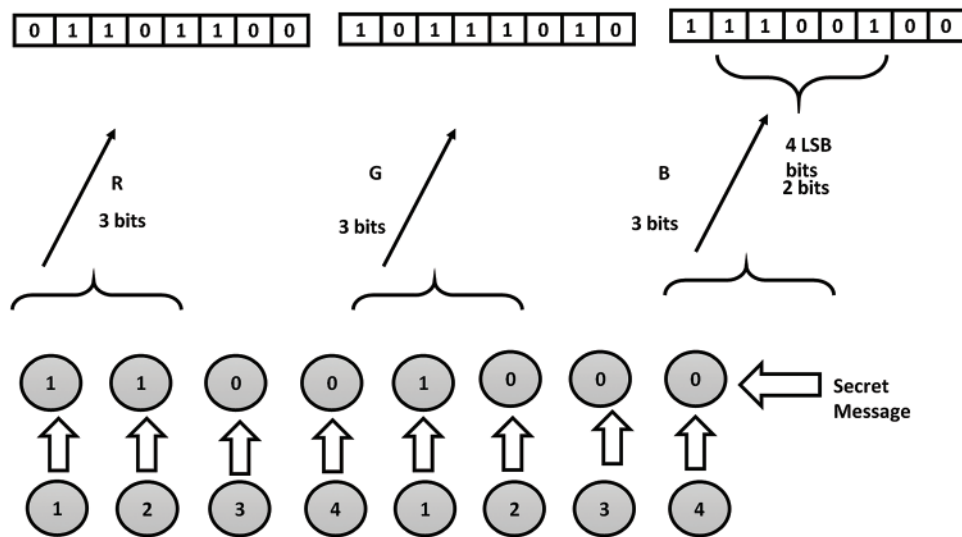 0 1 1 0 1 1 0 0
1 0 1 1 1 0 1 0
1 1 1 0 0 1 0 0
4 LSB
bits
2 bits
R
3 bits
G
3 bits
B
3 bits
1 1 0 0 1 0 0 0
Secret
Message
1 2 3 4 1 2 3 4